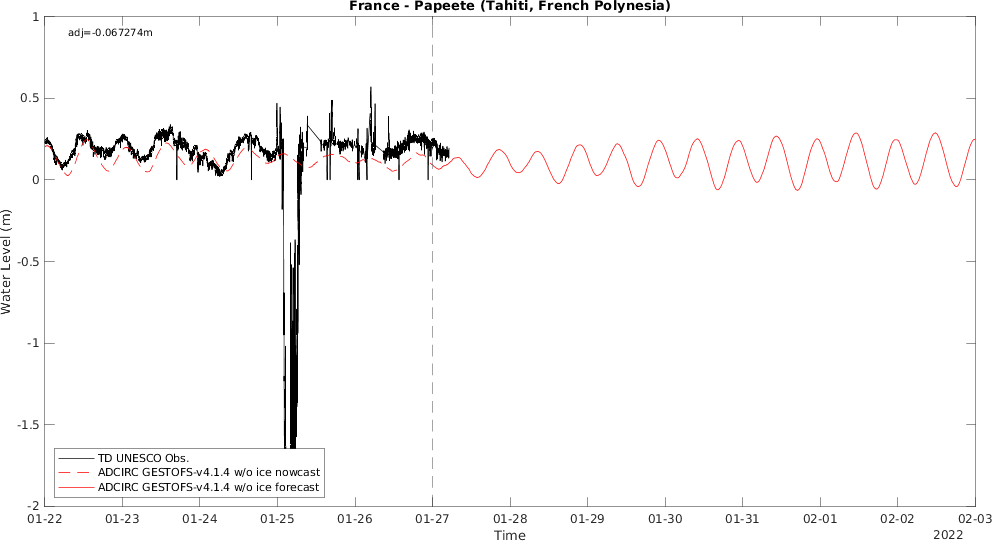 France - Papeete (Tahiti, French Polynesia)
adj=-0.067274m
1
0.5
0
-0.5
-1
-1.5
-2
Water Level (m)
TD UNESCO Obs.
ADCIRC GESTOFS-v4.1.4 w/o ice nowcast
ADCIRC GESTOFS-v4.1.4 w/o ice forecast
01-22 01-23 01-24 01-25 01-26 01-27 01-28 01-29 01-30 01-31 02-01 02-02 02-03
Time
2022